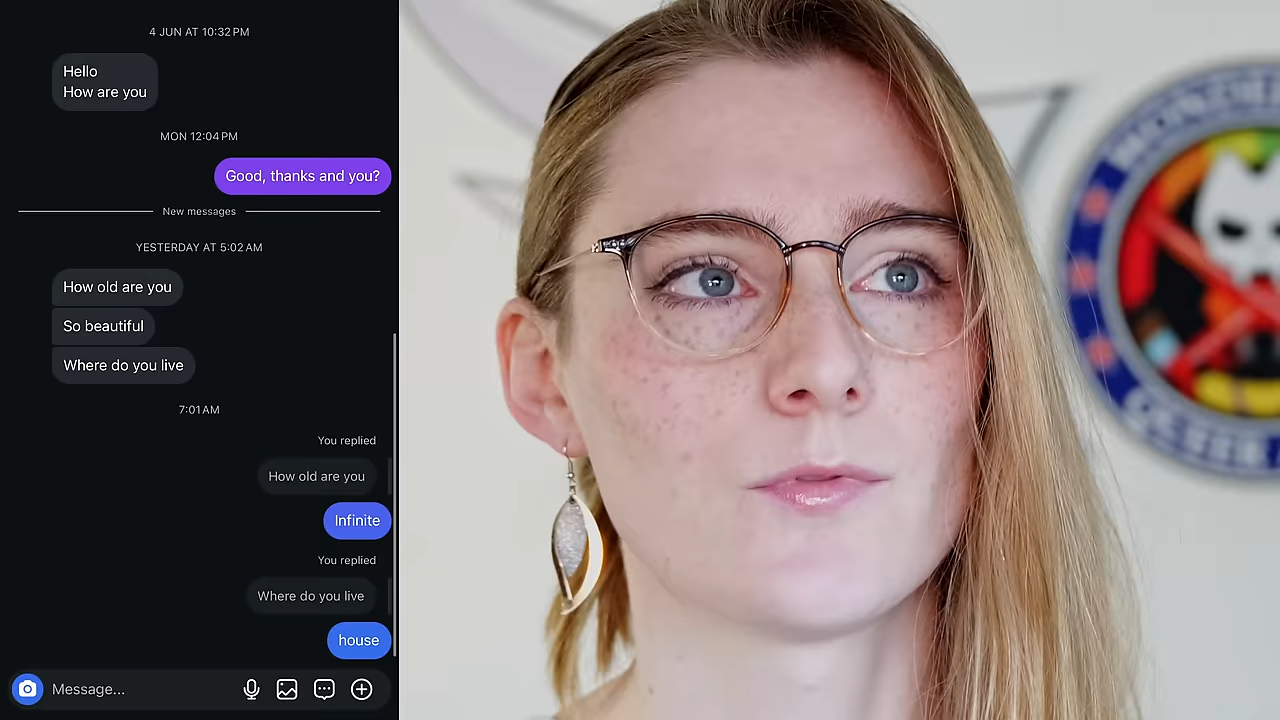 4 JUN AT 10:32 PM
Hello
How are you
MON 12:04 PM
Good, thanks and you?
New messages
YESTERDAY AT 5:02 AM
How old are you
So beautiful
Where do you live
7:01 AM
You replied
How old are you
Infinite
You replied
Where do you live
house
Message...